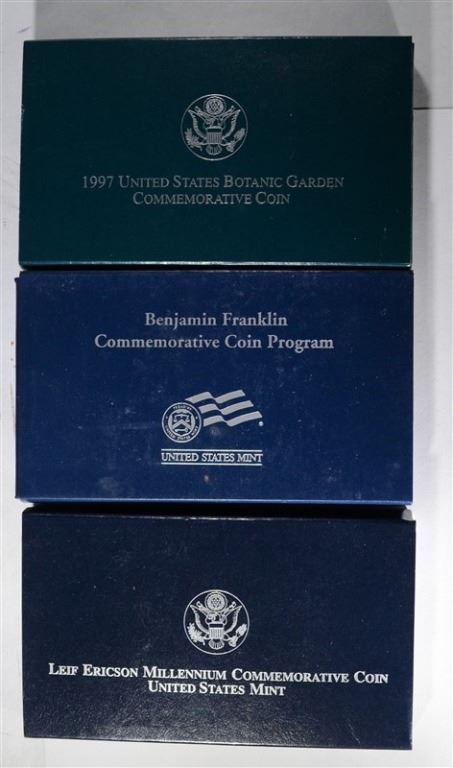 1997 United States Botanic Garden
Commemorative Coin
Benjamin Franklin
Commemorative Coin Program
UNITED STATES MINT
Leif Ericson Millennium Commemorative Coin
United States Mint